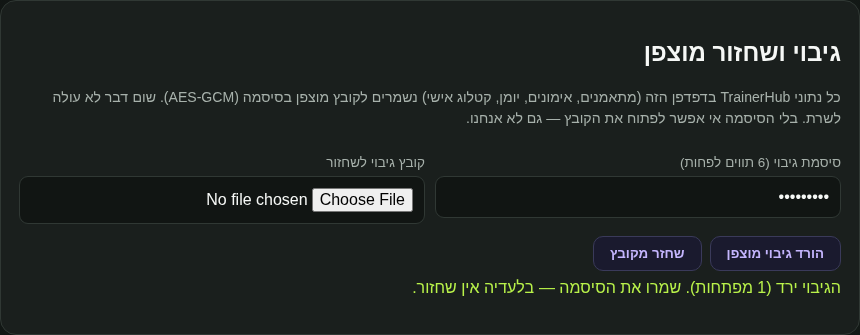 גיבוי ושחזור מוצפן
כל נתוני TrainerHub בדפדפן הזה (מתאמנים, אימונים, יומן, קטלוג אישי) נשמרים לקובץ מוצפן בסיסמה (AES-GCM). שום דבר לא עולה
לשרת. בלי הסיסמה אי אפשר לפתוח את הקובץ — גם לא אנחנו.
סיסמת גיבוי (6 תווים לפחות)
קובץ גיבוי לשחזור
•••••••••
Choose File No file chosen
הורד גיבוי מוצפן
שחזר מקובץ
הגיבוי ירד (1 מפתחות). שמרו את הסיסמה — בלעדיה אין שחזור.